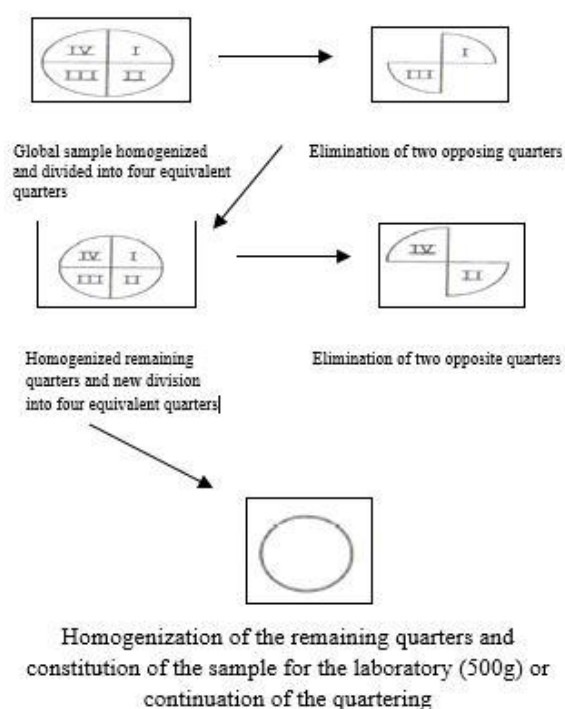 IV I
III II
I
III
Global sample homogenized
and divided into four equivalent
quarters
Elimination of two opposing quarters
IV I
III II
IV
II
Homogenized remaining
quarters and new division
into four equivalent quarters
Elimination of two opposite quarters
Homogenization of the remaining quarters and
constitution of the sample for the laboratory (500g) or
continuation of the quartering